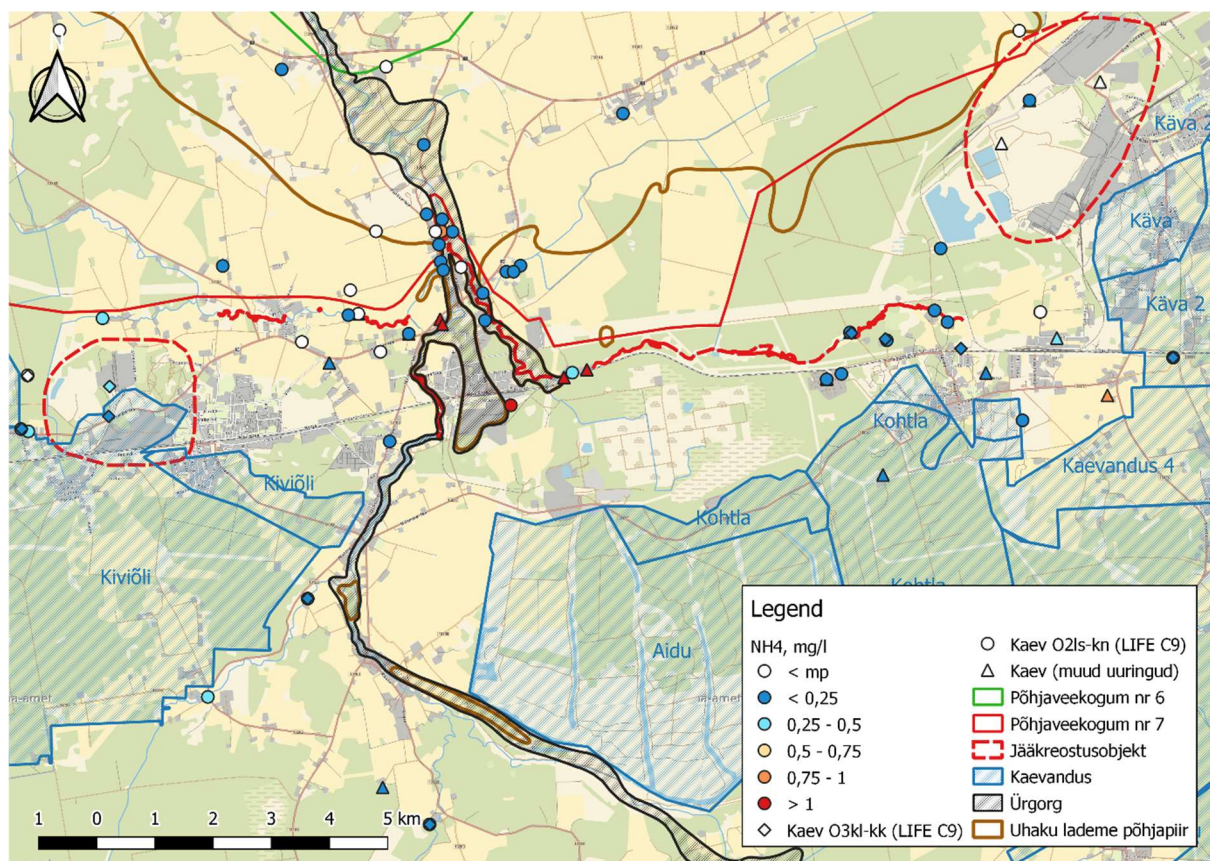 Käva 2
Käva
Käva 2
Kohtla
Kaevandus 4
Kiviõli
Kohtla
Kiviõli
Kohtla
Aidu
Legend
NH4, mg/l
< mp
< 0,25
0,25 - 0,5
0,5 - 0,75
0,75 - 1
> 1
Kaev O3kl-kk (LIFE C9)
Kaev O2ls-kn (LIFE C9)
Kaev (muud uuringud)
Põhjaveekogum nr 6
Põhjaveekogum nr 7
Jääkreostusobjekt
Kaevandus
Ürgorg
Uhaku lademe põhjapiir
1 0 1 2 3 4 5 km